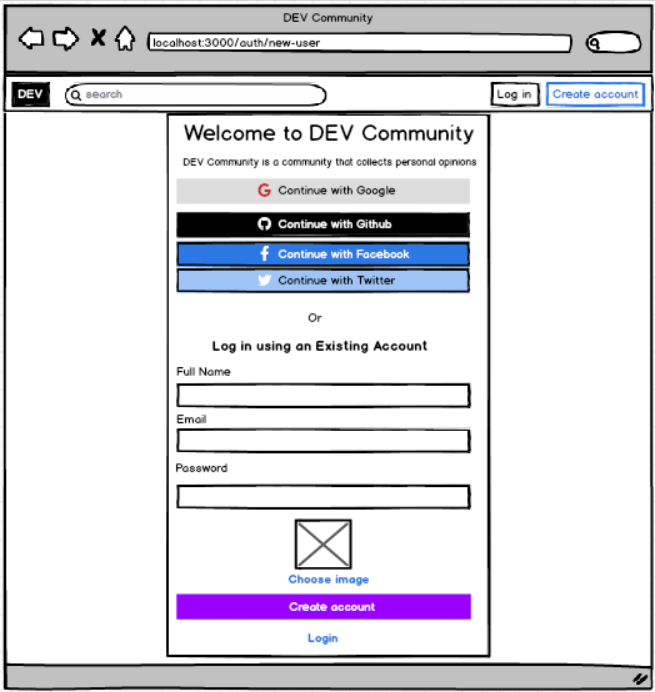 DEV Community
localhost:3000/auth/new-user
DEV
search
Log in
Create account
Welcome to DEV Community
DEV Community is a community that collects personal opinions
Continue with Google
Continue with Github
Continue with Facebook
Continue with Twitter
Or
Log in using an Existing Account
Full Name
Email
Password
Choose image
Create account
Login